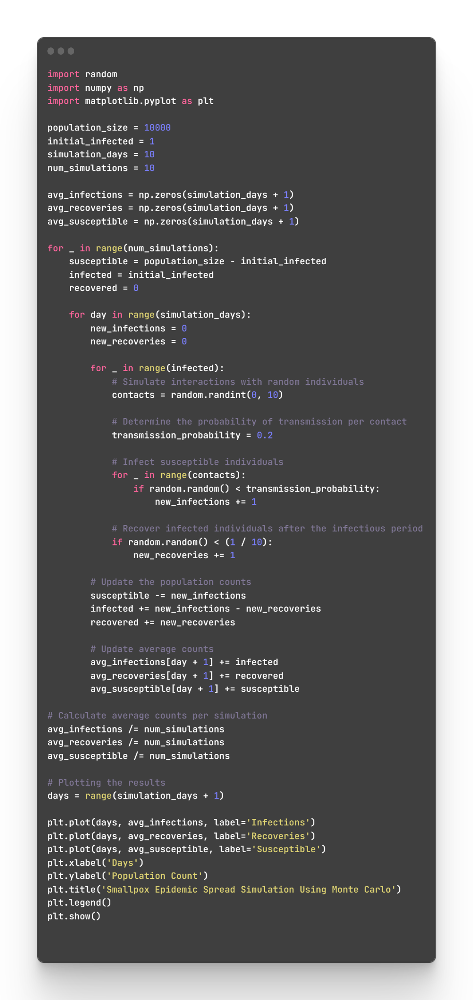 import random
import numpy as np
import matplotlib.pyplot as plt

population_size = 10000
initial_infected = 1
simulation_days = 10
num_simulations = 10

avg_infections = np.zeros(simulation_days + 1)
avg_recoveries = np.zeros(simulation_days + 1)
avg_susceptible = np.zeros(simulation_days + 1)

for _ in range(num_simulations):
    susceptible = population_size - initial_infected
    infected = initial_infected
    recovered = 0

    for day in range(simulation_days):
        new_infections = 0
        new_recoveries = 0

        for _ in range(infected):
            # Simulate interactions with random individuals
            contacts = random.randint(0, 10)

            # Determine the probability of transmission per contact
            transmission_probability = 0.2

            # Infect susceptible individuals
            for _ in range(contacts):
                if random.random() < transmission_probability:
                    new_infections += 1

            # Recover infected individuals after the infectious period
            if random.random() < (1 / 10):
                new_recoveries += 1

        # Update the population counts
        susceptible -= new_infections
        infected += new_infections - new_recoveries
        recovered += new_recoveries

        # Update average counts
        avg_infections[day + 1] += infected
        avg_recoveries[day + 1] += recovered
        avg_susceptible[day + 1] += susceptible

# Calculate average counts per simulation
avg_infections /= num_simulations
avg_recoveries /= num_simulations
avg_susceptible /= num_simulations

# Plotting the results
days = range(simulation_days + 1)

plt.plot(days, avg_infections, label='Infections')
plt.plot(days, avg_recoveries, label='Recoveries')
plt.plot(days, avg_susceptible, label='Susceptible')
plt.xlabel('Days')
plt.ylabel('Population Count')
plt.title('Smallpox Epidemic Spread Simulation Using Monte Carlo')
plt.legend()
plt.show()